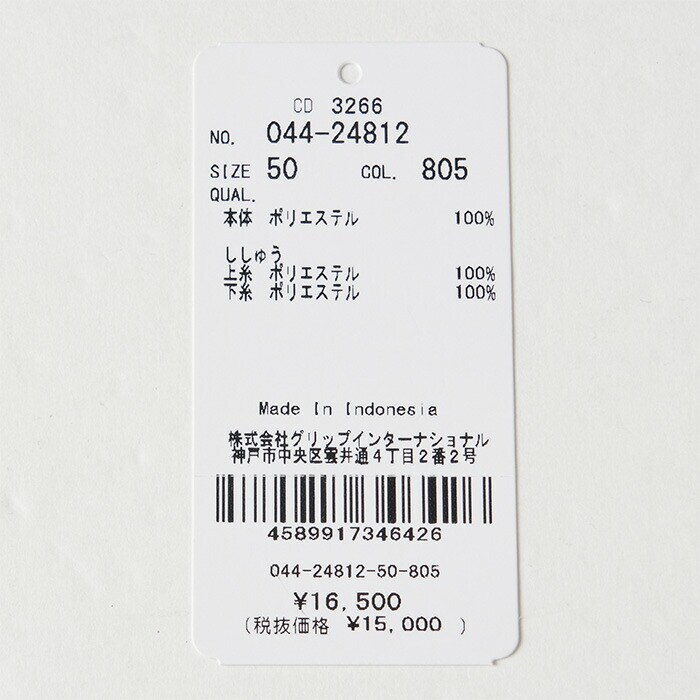 CD 3266
NO. 044-24812
SIZE 50 COL. 805
QUAL.
本体 ポリエステル 100%
ししゅう
上糸 ポリエステル 100%
下糸 ポリエステル 100%
Made In Indonesia
株式会社グリップインターナショナル
神戸市中央区雲井通4丁目2番2号
4589917346426
044-24812-50-805
¥16,500
(税抜価格 ¥15,000 )